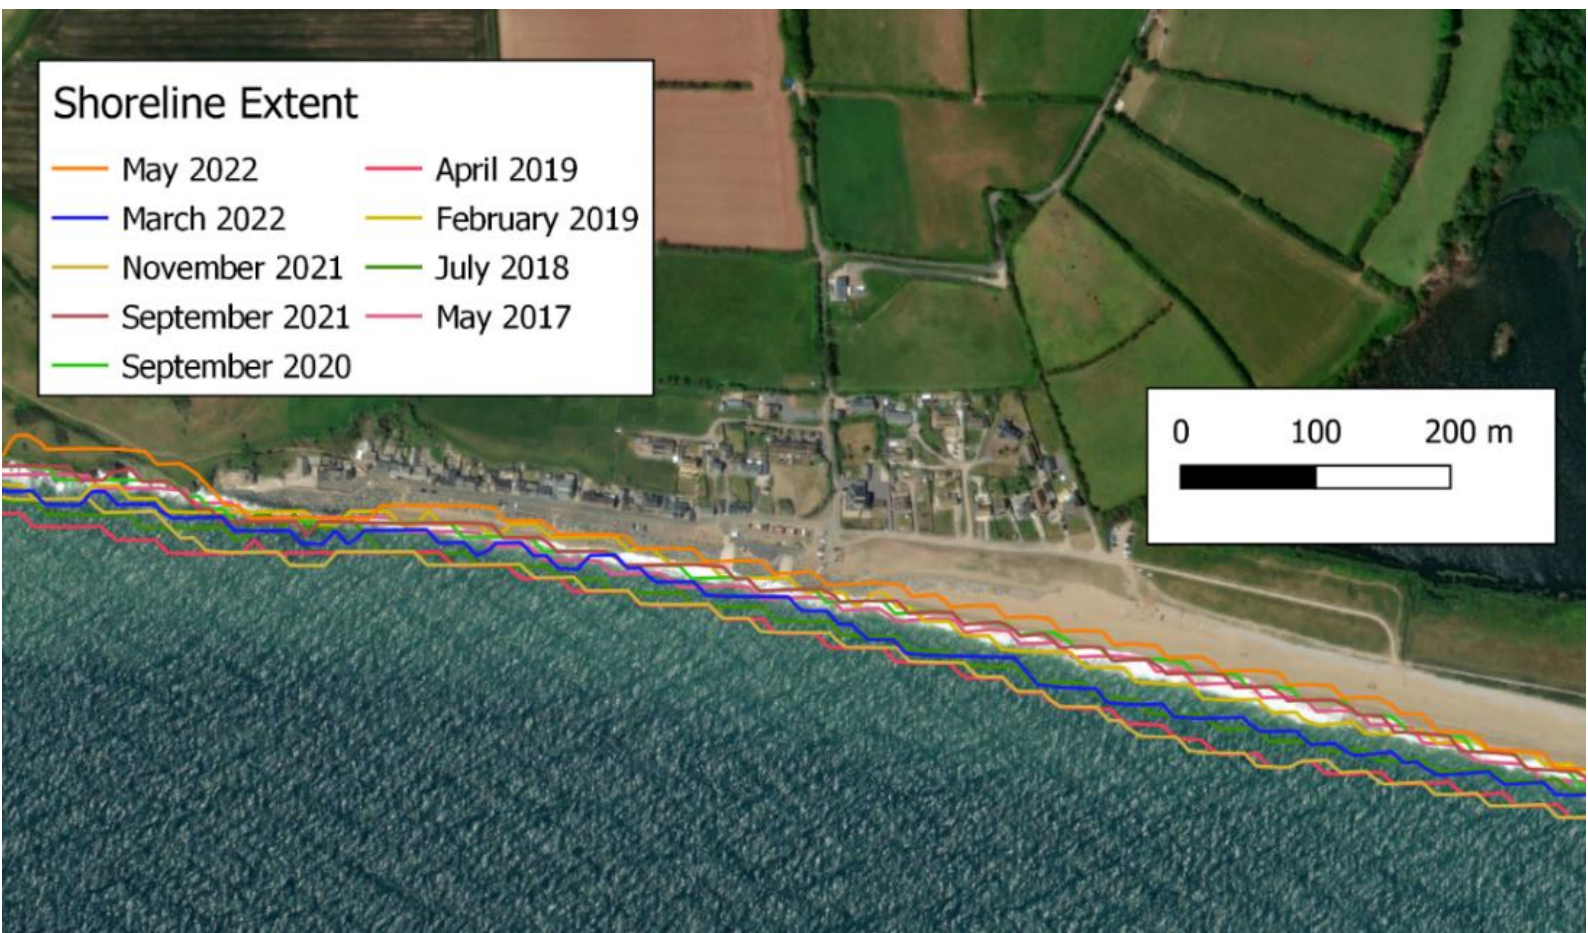 Shoreline Extent
May 2022
March 2022
November 2021
September 2021
September 2020
April 2019
February 2019
July 2018
May 2017
0 100 200 m